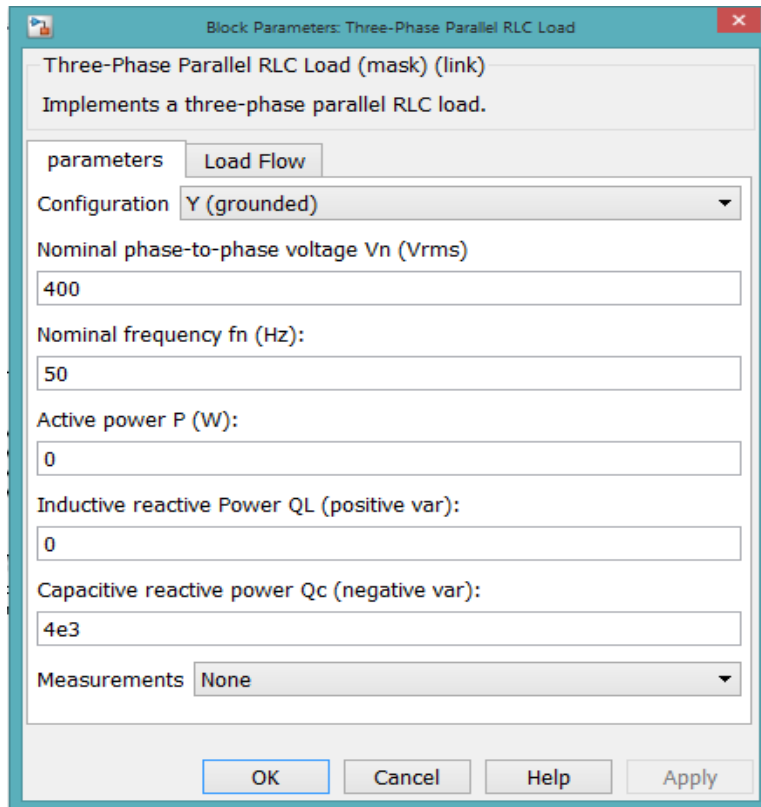 Block Parameters: Three-Phase Parallel RLC Load
Three-Phase Parallel RLC Load (mask) (link)
Implements a three-phase parallel RLC load.
parameters Load Flow
Configuration Y (grounded)
Nominal phase-to-phase voltage Vn (Vrms)
400
Nominal frequency fn (Hz):
50
Active power P (W):
0
Inductive reactive Power QL (positive var):
0
Capacitive reactive power Qc (negative var):
4e3
Measurements None
OK Cancel Help Apply